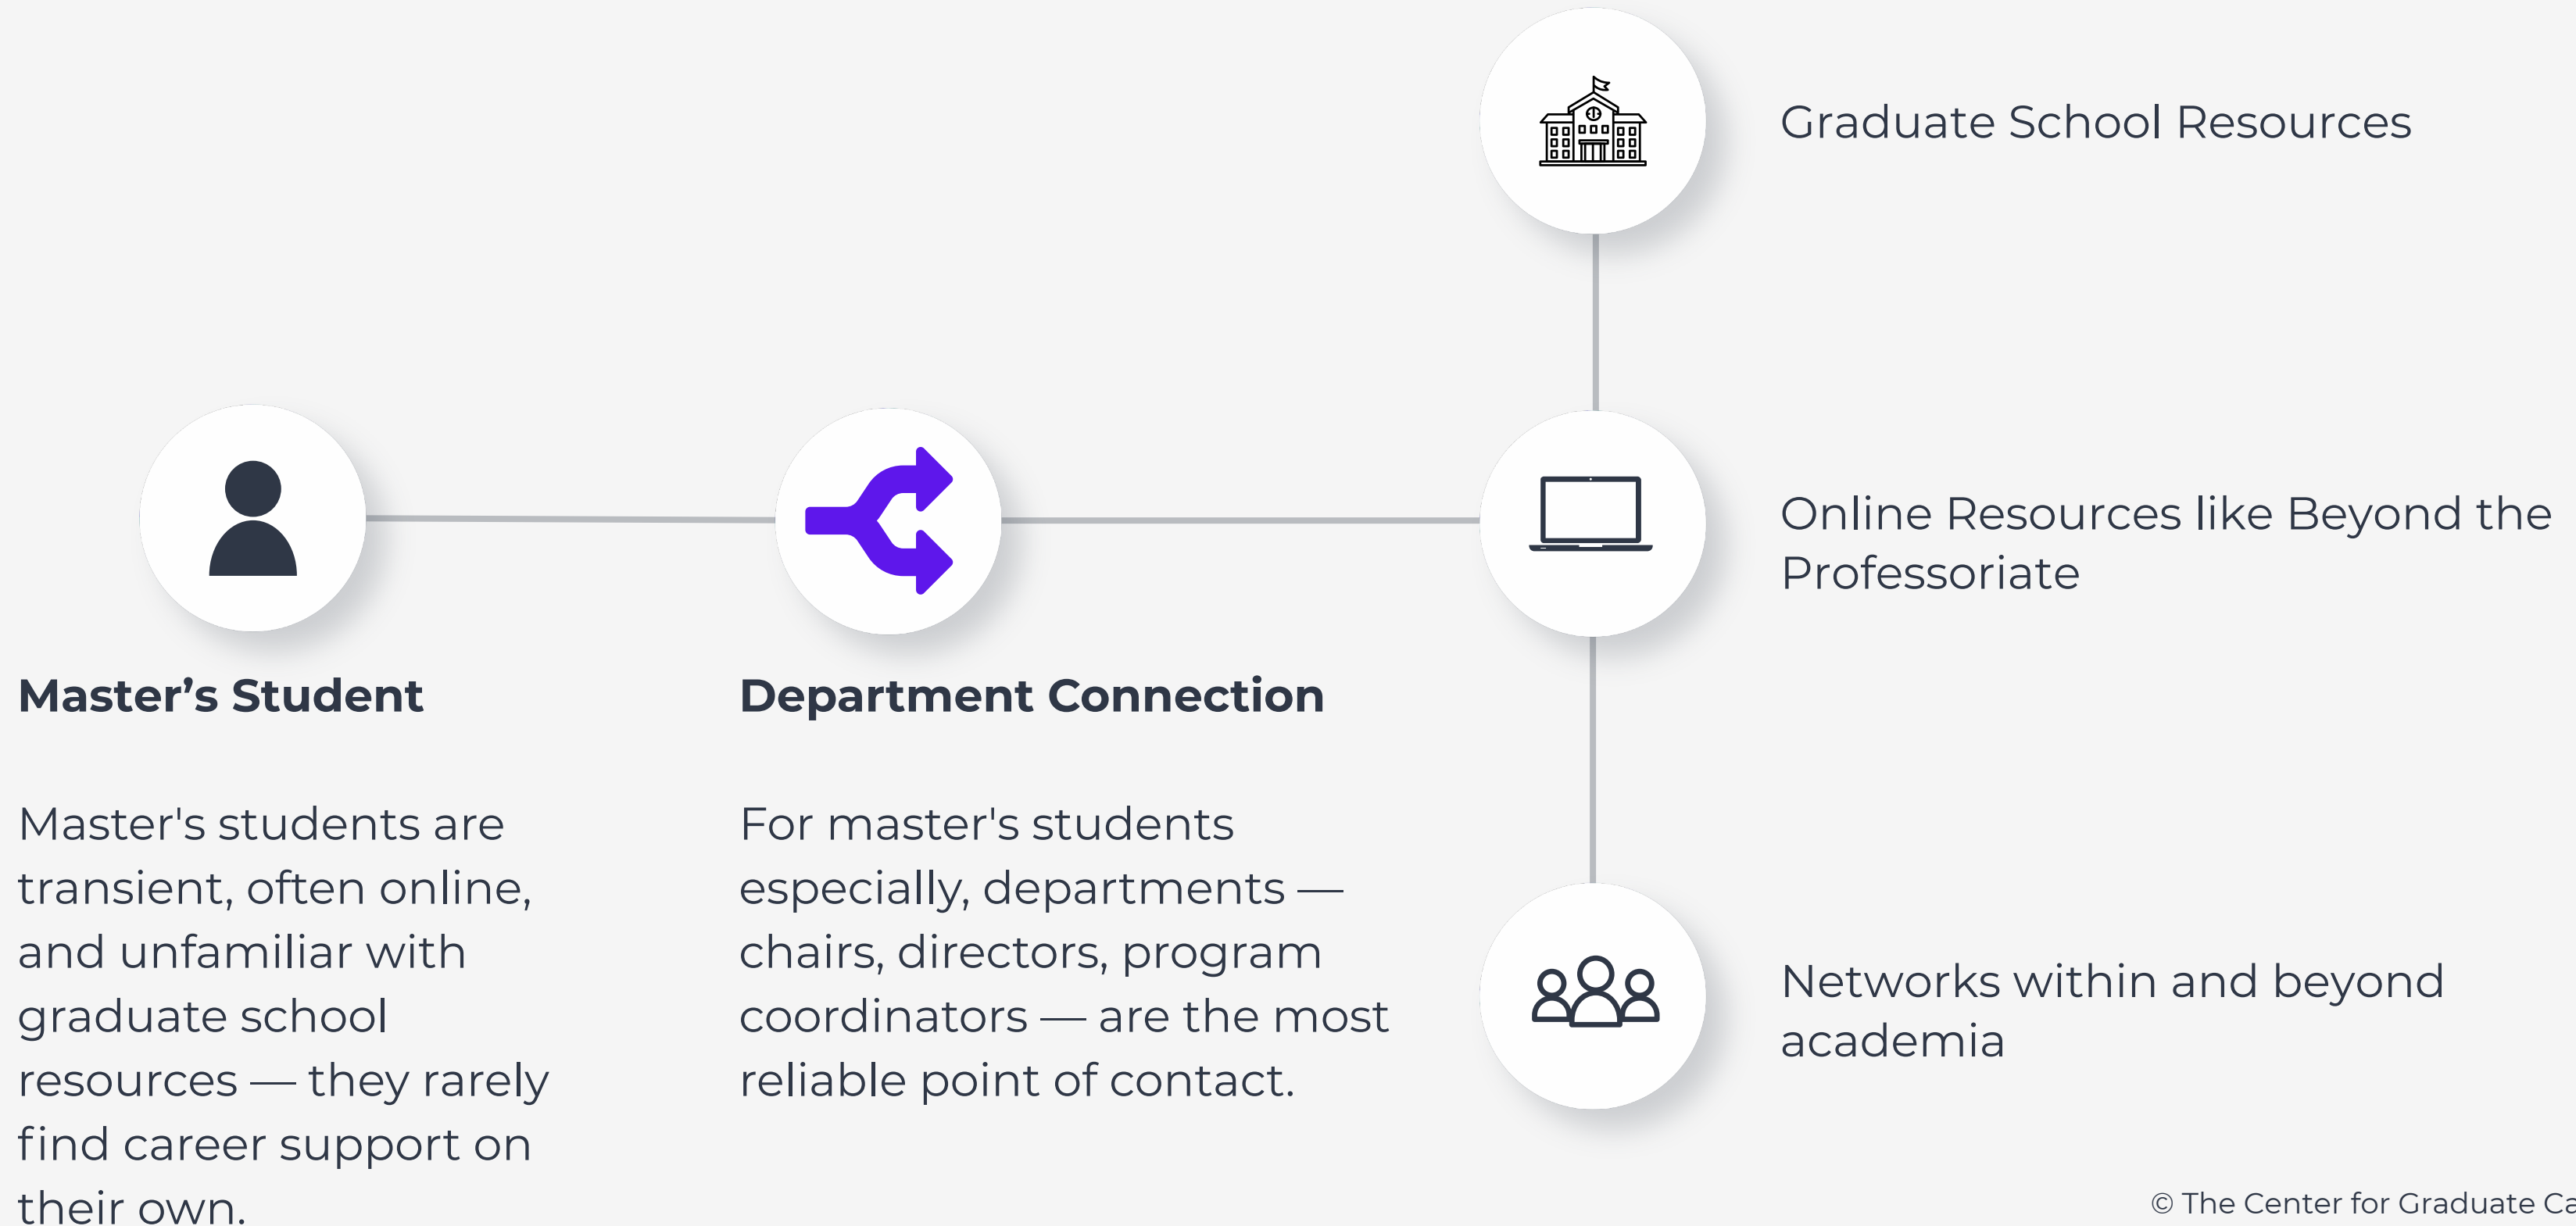 Graduate School Resources
Online Resources like Beyond the
Professoriate
Master’s Student
Master's students are
transient, often online,
and unfamiliar with
graduate school
resources — they rarely
find career support on
their own.
Department Connection
For master's students
especially, departments —
chairs, directors, program
coordinators — are the most
reliable point of contact.
Networks within and beyond
academia
© The Center for Graduate